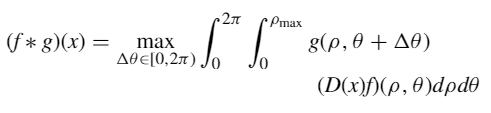 (f ∗ g)(x) = max_{Δθ∈[0,2π)} ∫_0^{2π} ∫_0^{ρ_max} g(ρ, θ + Δθ)
(D(x)f)(ρ, θ)dρdθ